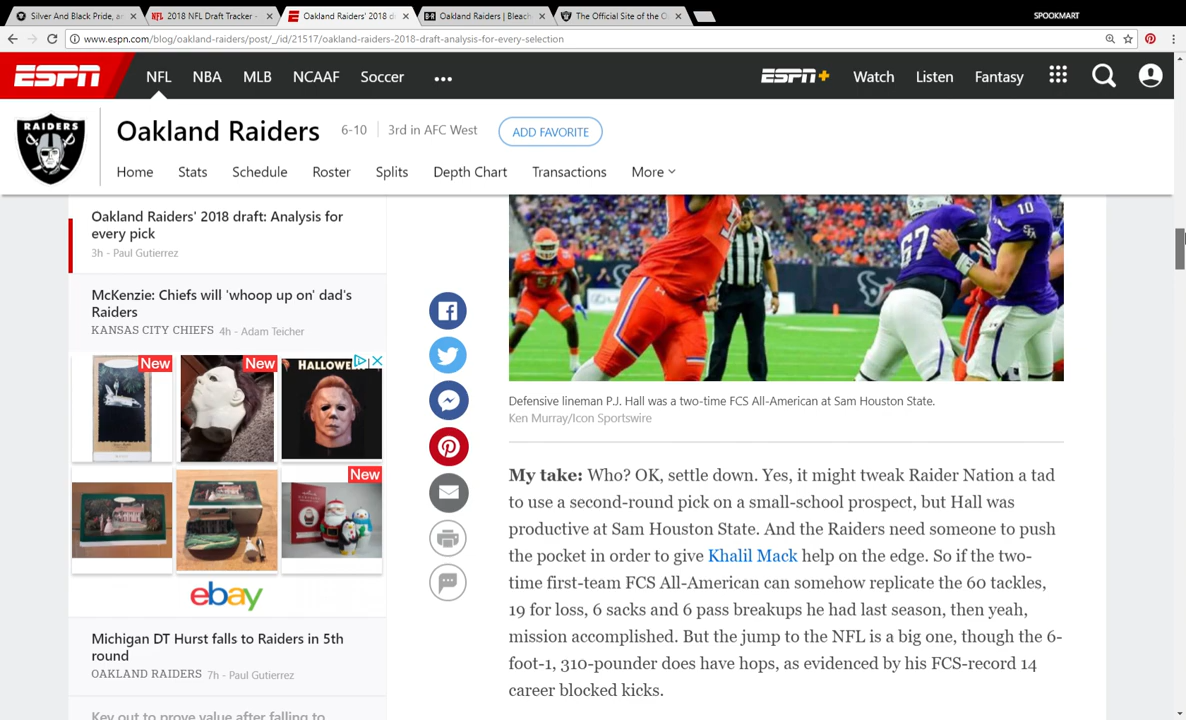 Silver And Black Pride, a
2018 NFL Draft Tracker -
Oakland Raiders' 2018 d
Oakland Raiders | Bleach
The Official Site of the O
SPOOKMART
www.espn.com/blog/oakland-raiders/post/_/id/21517/oakland-raiders-2018-draft-analysis-for-every-selection
ESPN NFL NBA MLB NCAAF Soccer ESPN+ Watch Listen Fantasy
RAIDERS
Oakland Raiders 6-10 3rd in AFC West ADD FAVORITE
Home Stats Schedule Roster Splits Depth Chart Transactions More
Oakland Raiders' 2018 draft: Analysis for
every pick
3h - Paul Gutierrez
McKenzie: Chiefs will 'whoop up on' dad's
Raiders
KANSAS CITY CHIEFS 4h - Adam Teicher
New
New
HALLOWE
New
ebay
Michigan DT Hurst falls to Raiders in 5th
round
OAKLAND RAIDERS 7h - Paul Gutierrez
Key out to prove value after falling to
54
67
10
Defensive lineman P.J. Hall was a two-time FCS All-American at Sam Houston State.
Ken Murray/Icon Sportswire
My take: Who? OK, settle down. Yes, it might tweak Raider Nation a tad
to use a second-round pick on a small-school prospect, but Hall was
productive at Sam Houston State. And the Raiders need someone to push
the pocket in order to give Khalil Mack help on the edge. So if the two-
time first-team FCS All-American can somehow replicate the 60 tackles,
19 for loss, 6 sacks and 6 pass breakups he had last season, then yeah,
mission accomplished. But the jump to the NFL is a big one, though the 6-
foot-1, 310-pounder does have hops, as evidenced by his FCS-record 14
career blocked kicks.